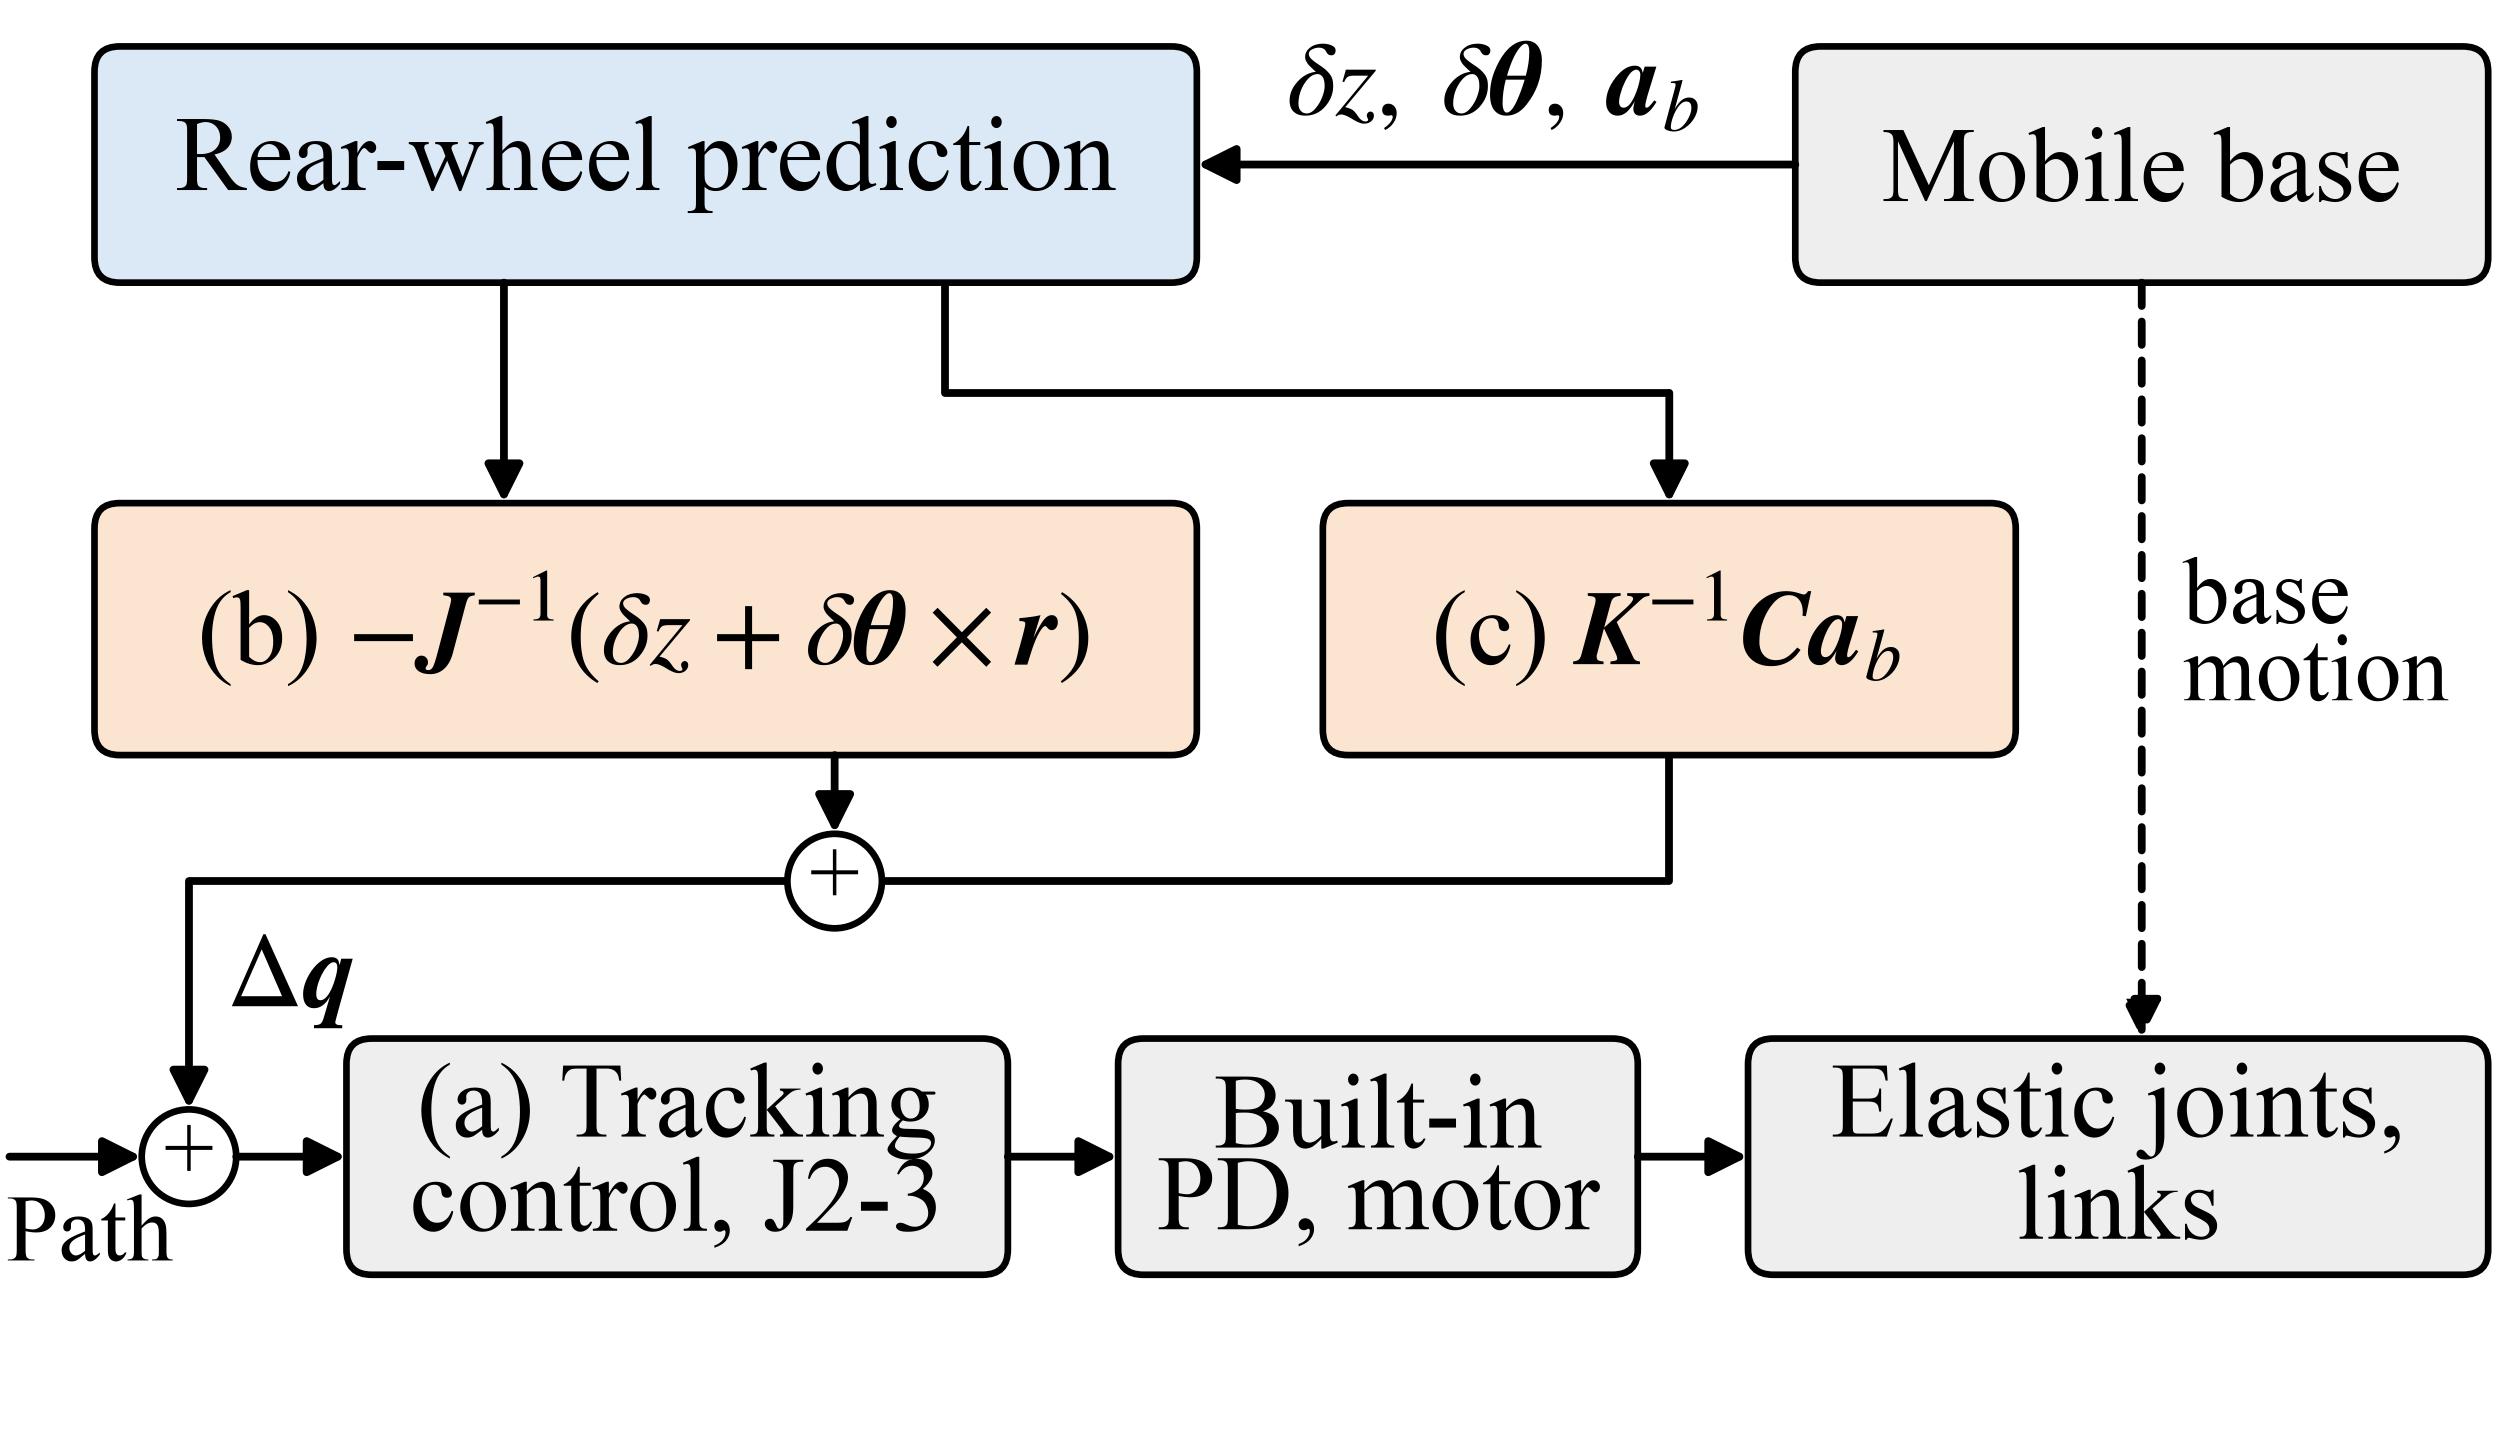 δz, δθ, a_b
Rear-wheel prediction
Mobile base
(b) −J⁻¹(δz + δθ × r)
(c) K⁻¹Ga_b
base
motion
+
Δq
+
Path
(a) Tracking
control, J2-3
Built-in
PD, motor
Elastic joints,
links